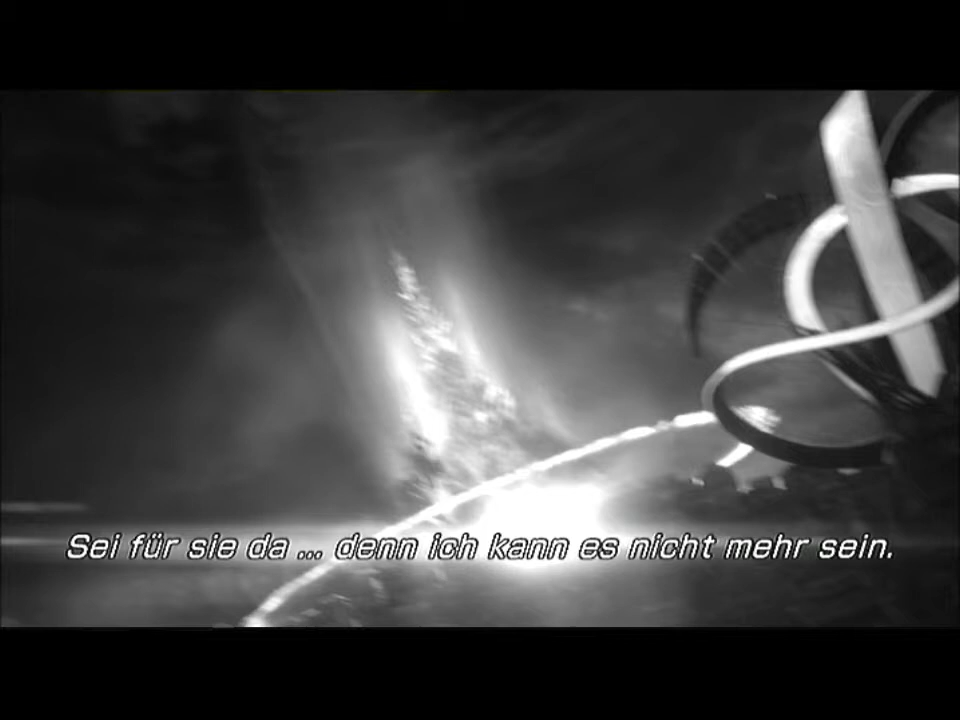 Sei für sie da ... denn ich kann es nicht mehr sein.